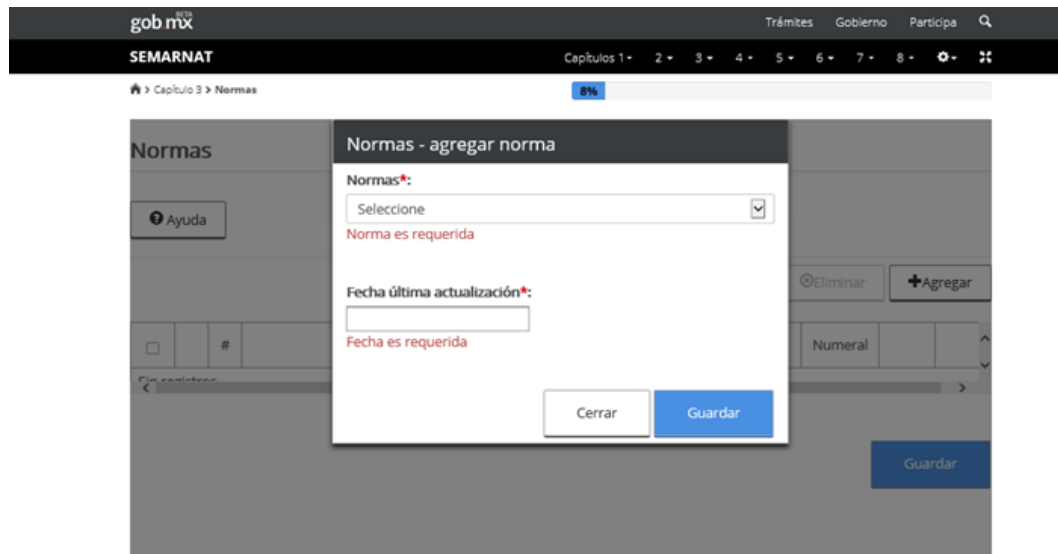 gob.mx BETA
Trámites Gobierno Participa
SEMARNAT
Capítulos 1 2 3 4 5 6 7 8
> Capítulo 3 > Normas
8%
Normas
Ayuda
Normas - agregar norma
Normas*:
Seleccione
Norma es requerida
Fecha última actualización*:
Fecha es requerida
Cerrar Guardar
Eliminar Agregar
# Numeral
Sin registros
Guardar